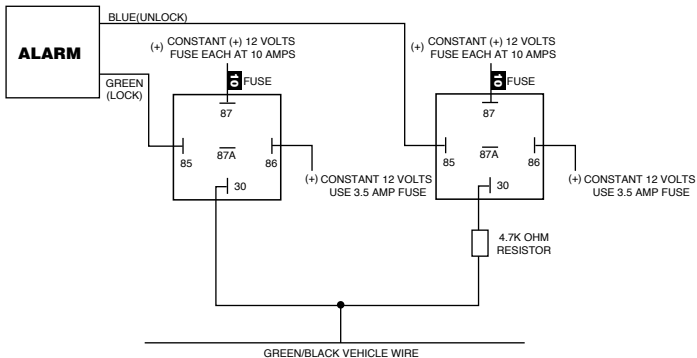 BLUE(UNLOCK)
ALARM
GREEN
(LOCK)
(+) CONSTANT (+) 12 VOLTS
FUSE EACH AT 10 AMPS
10 FUSE
87
87A
85
86
30
(+) CONSTANT 12 VOLTS
USE 3.5 AMP FUSE
(+) CONSTANT (+) 12 VOLTS
FUSE EACH AT 10 AMPS
10 FUSE
87
87A
85
86
30
(+) CONSTANT 12 VOLTS
USE 3.5 AMP FUSE
4.7K OHM
RESISTOR
GREEN/BLACK VEHICLE WIRE